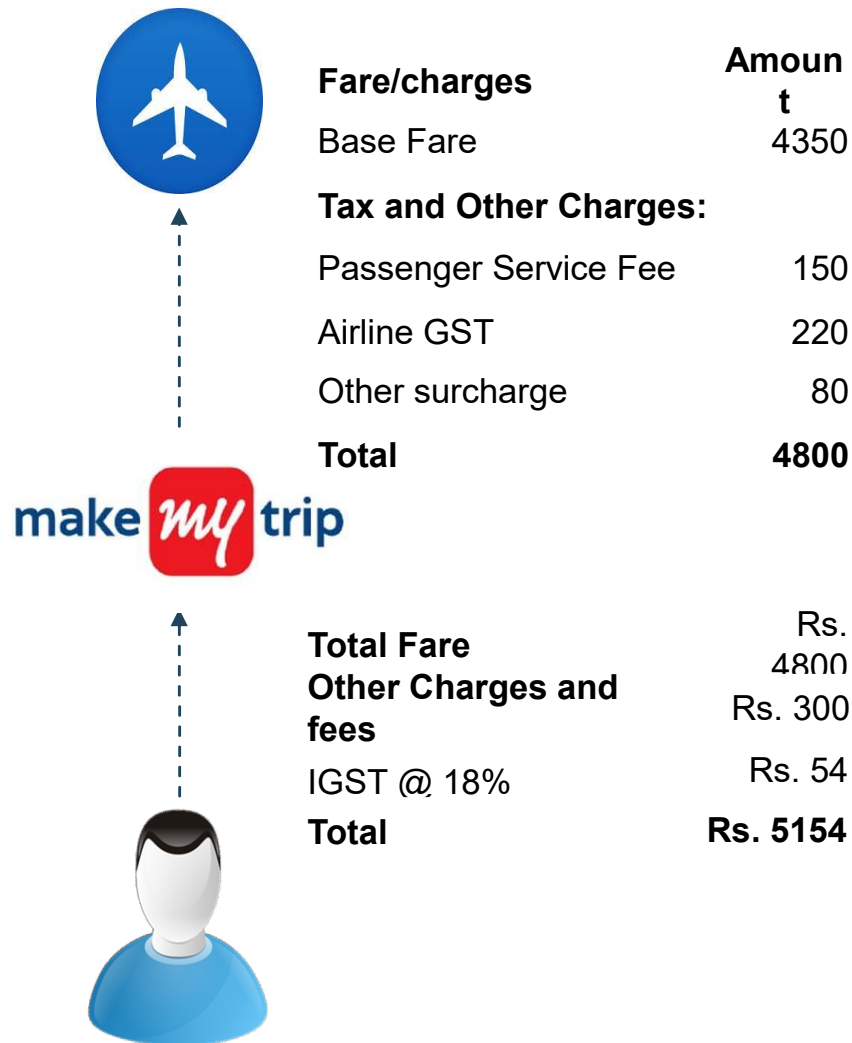 Fare/charges Amoun
t
Base Fare 4350
Tax and Other Charges:
Passenger Service Fee 150
Airline GST 220
Other surcharge 80
Total 4800
make my trip
Total Fare Rs.
4800
Other Charges and
fees Rs. 300
IGST @ 18% Rs. 54
Total Rs. 5154